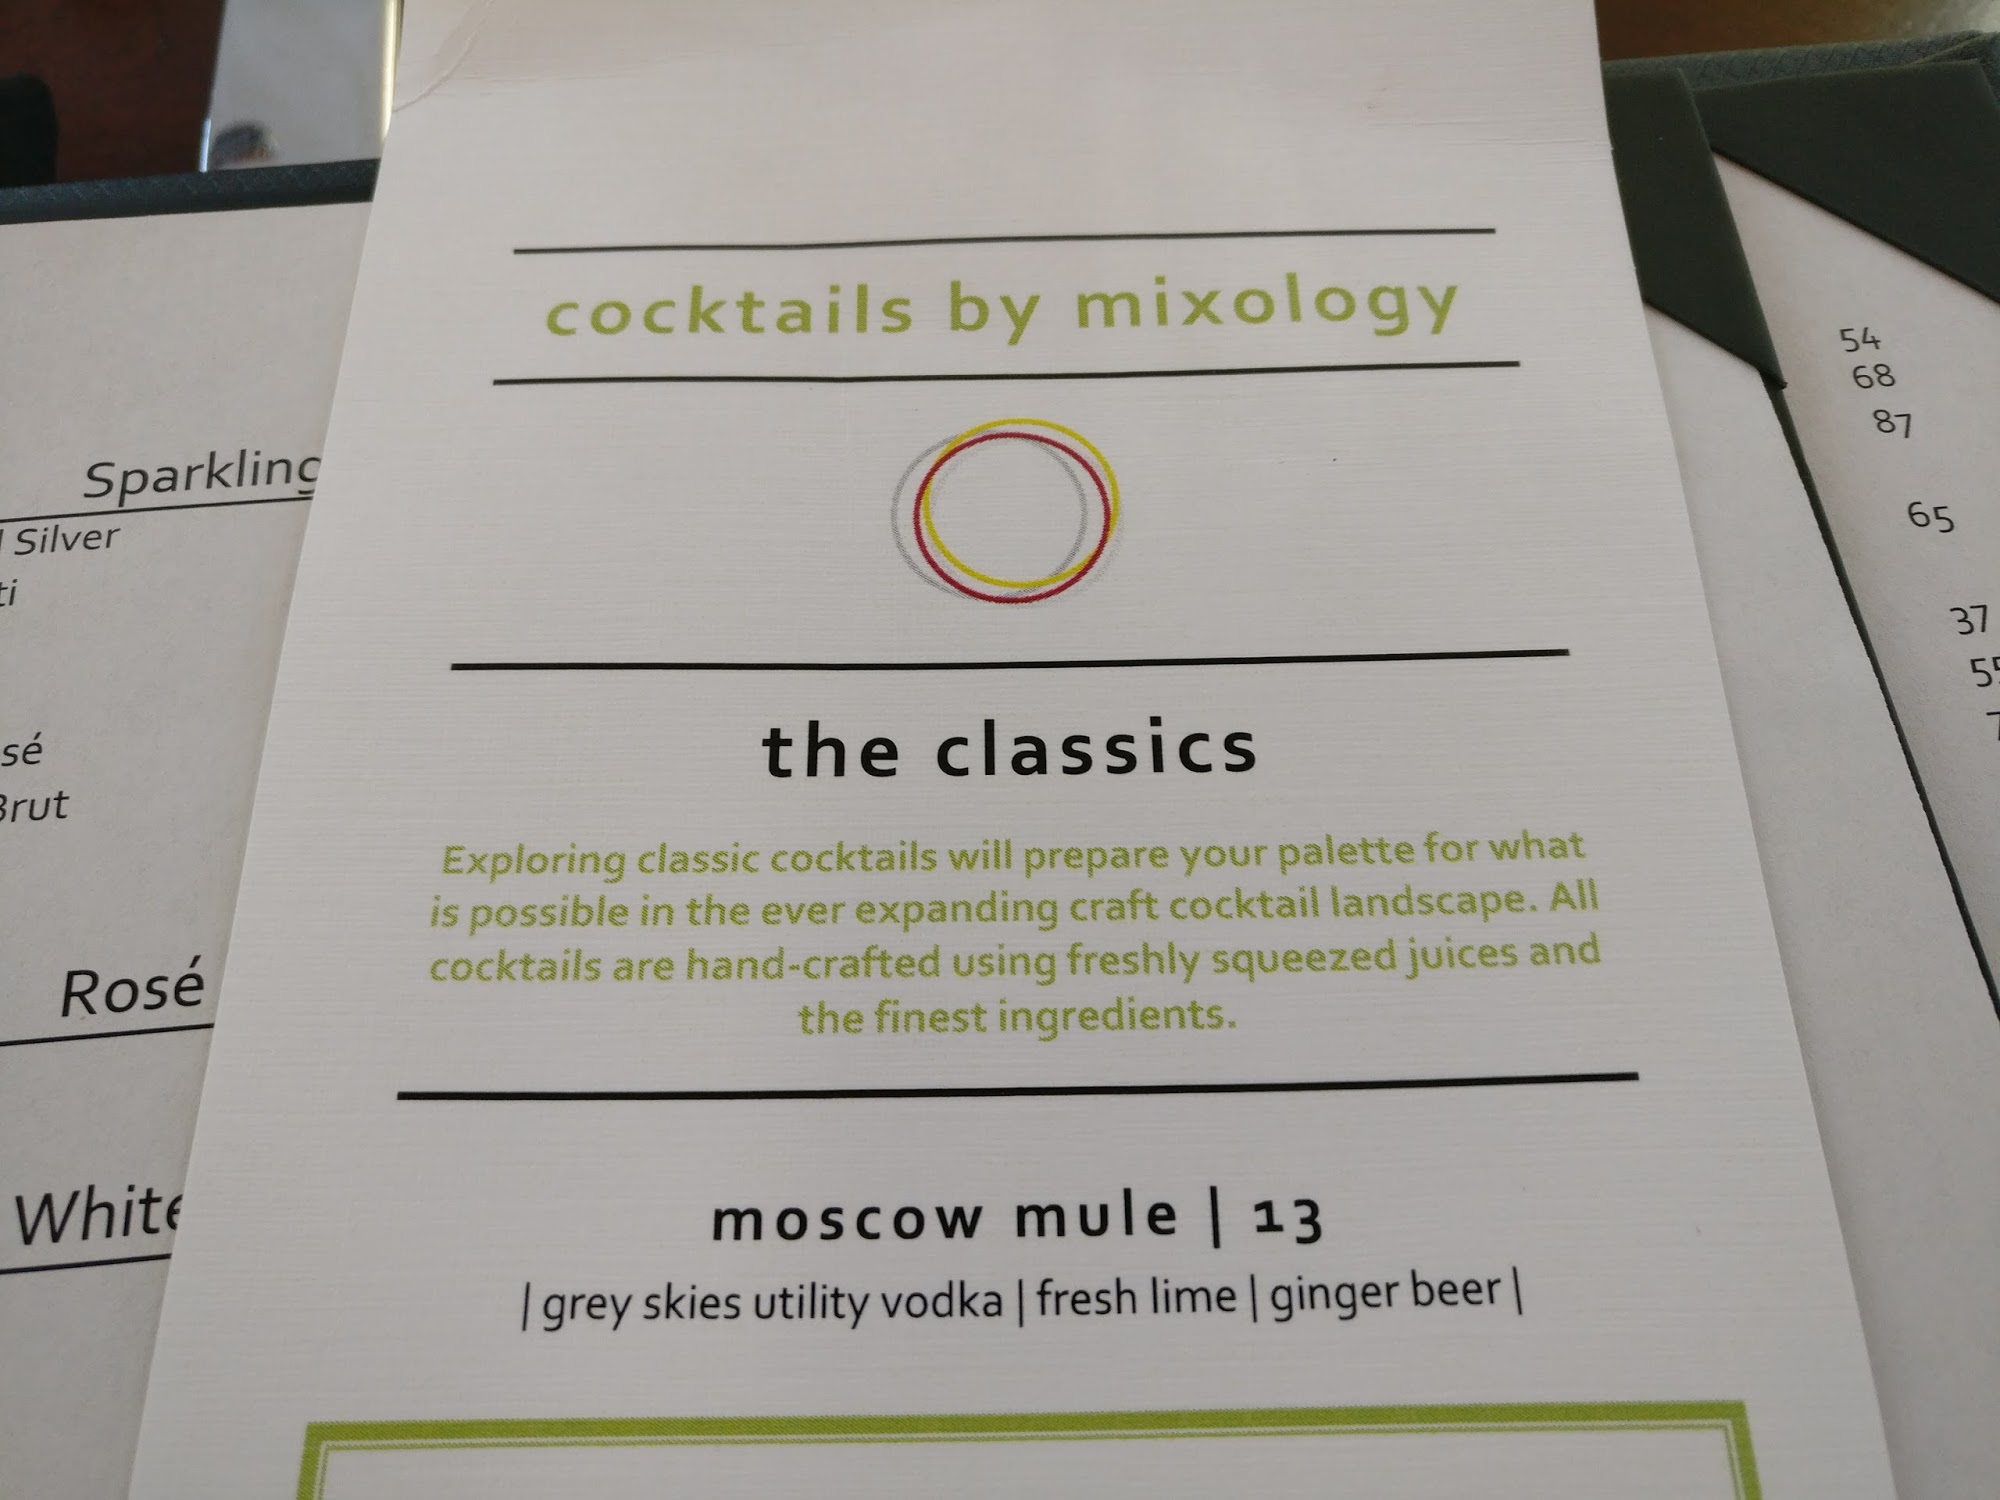 cocktails by mixology
the classics
Exploring classic cocktails will prepare your palette for what
is possible in the ever expanding craft cocktail landscape. All
cocktails are hand-crafted using freshly squeezed juices and
the finest ingredients.
moscow mule | 13
| grey skies utility vodka | fresh lime | ginger beer |
Sparkling
Silver
Brut
Rosé
White
54
68
87
65
37